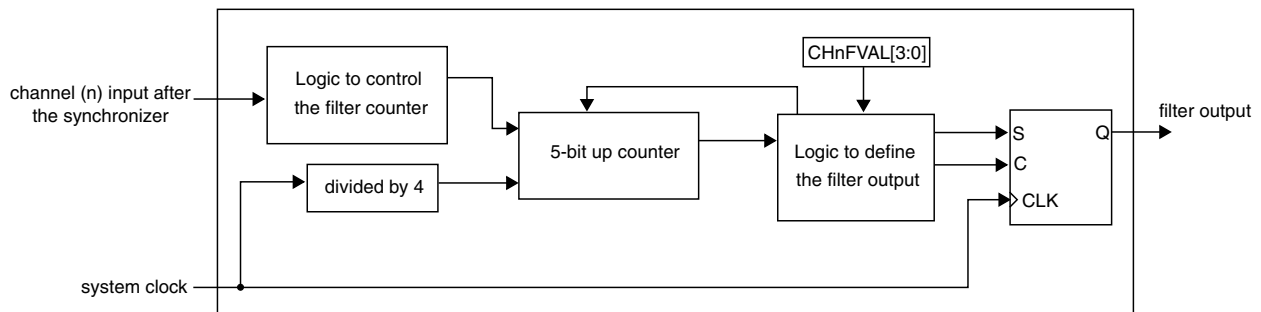 CHnFVAL[3:0]
Logic to control
the filter counter
channel (n) input after
the synchronizer
5-bit up counter
Logic to define
the filter output
S
Q
C
CLK
filter output
divided by 4
system clock